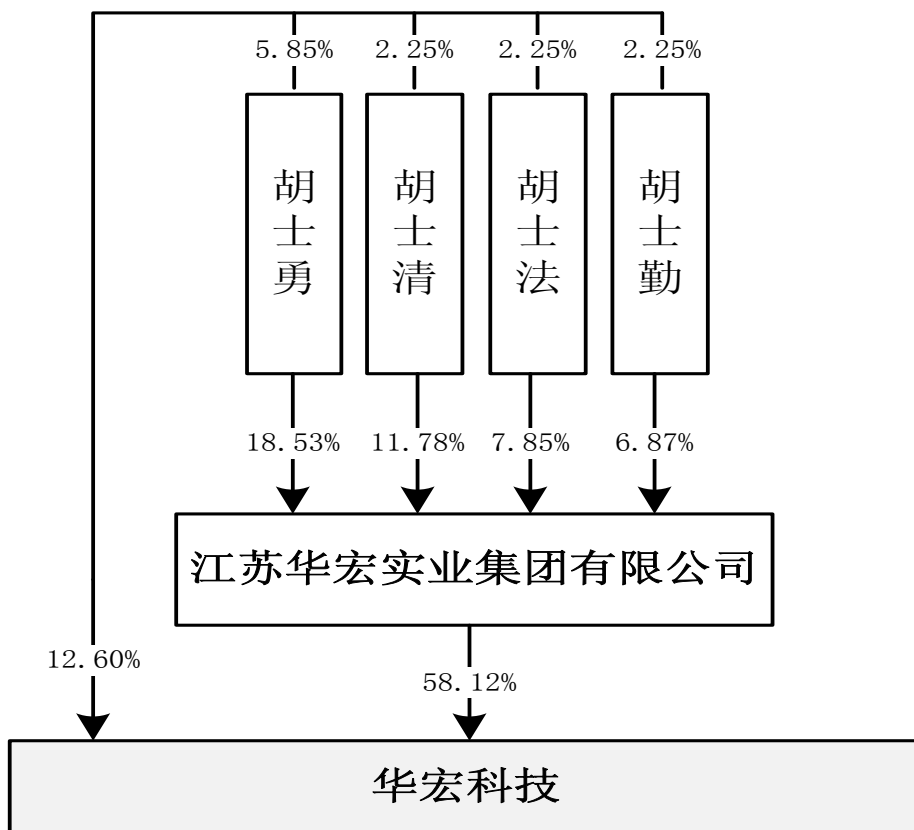 5.85% 2.25% 2.25% 2.25%
胡士勇
胡士清
胡士法
胡士勤
18.53% 11.78% 7.85% 6.87%
江苏华宏实业集团有限公司
12.60%
58.12%
华宏科技